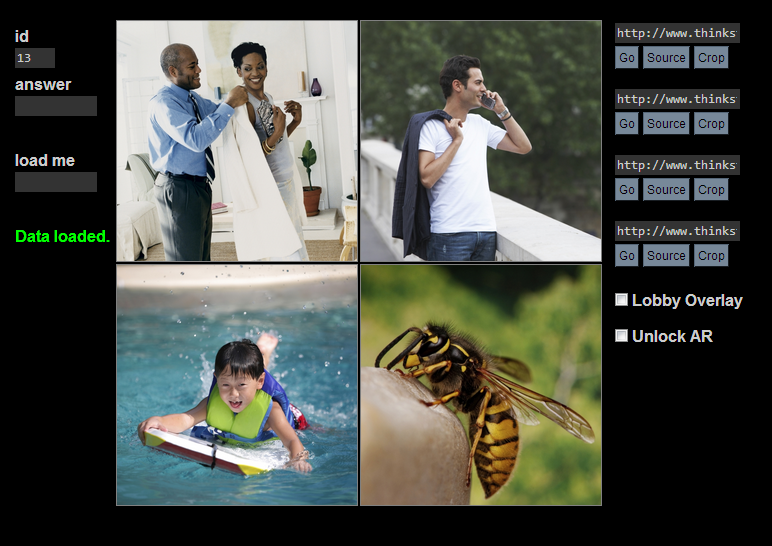 id
13
answer
load me
Data loaded.
http://www.thinks
Go Source Crop
http://www.thinks
Go Source Crop
http://www.thinks
Go Source Crop
http://www.thinks
Go Source Crop
Lobby Overlay
Unlock AR